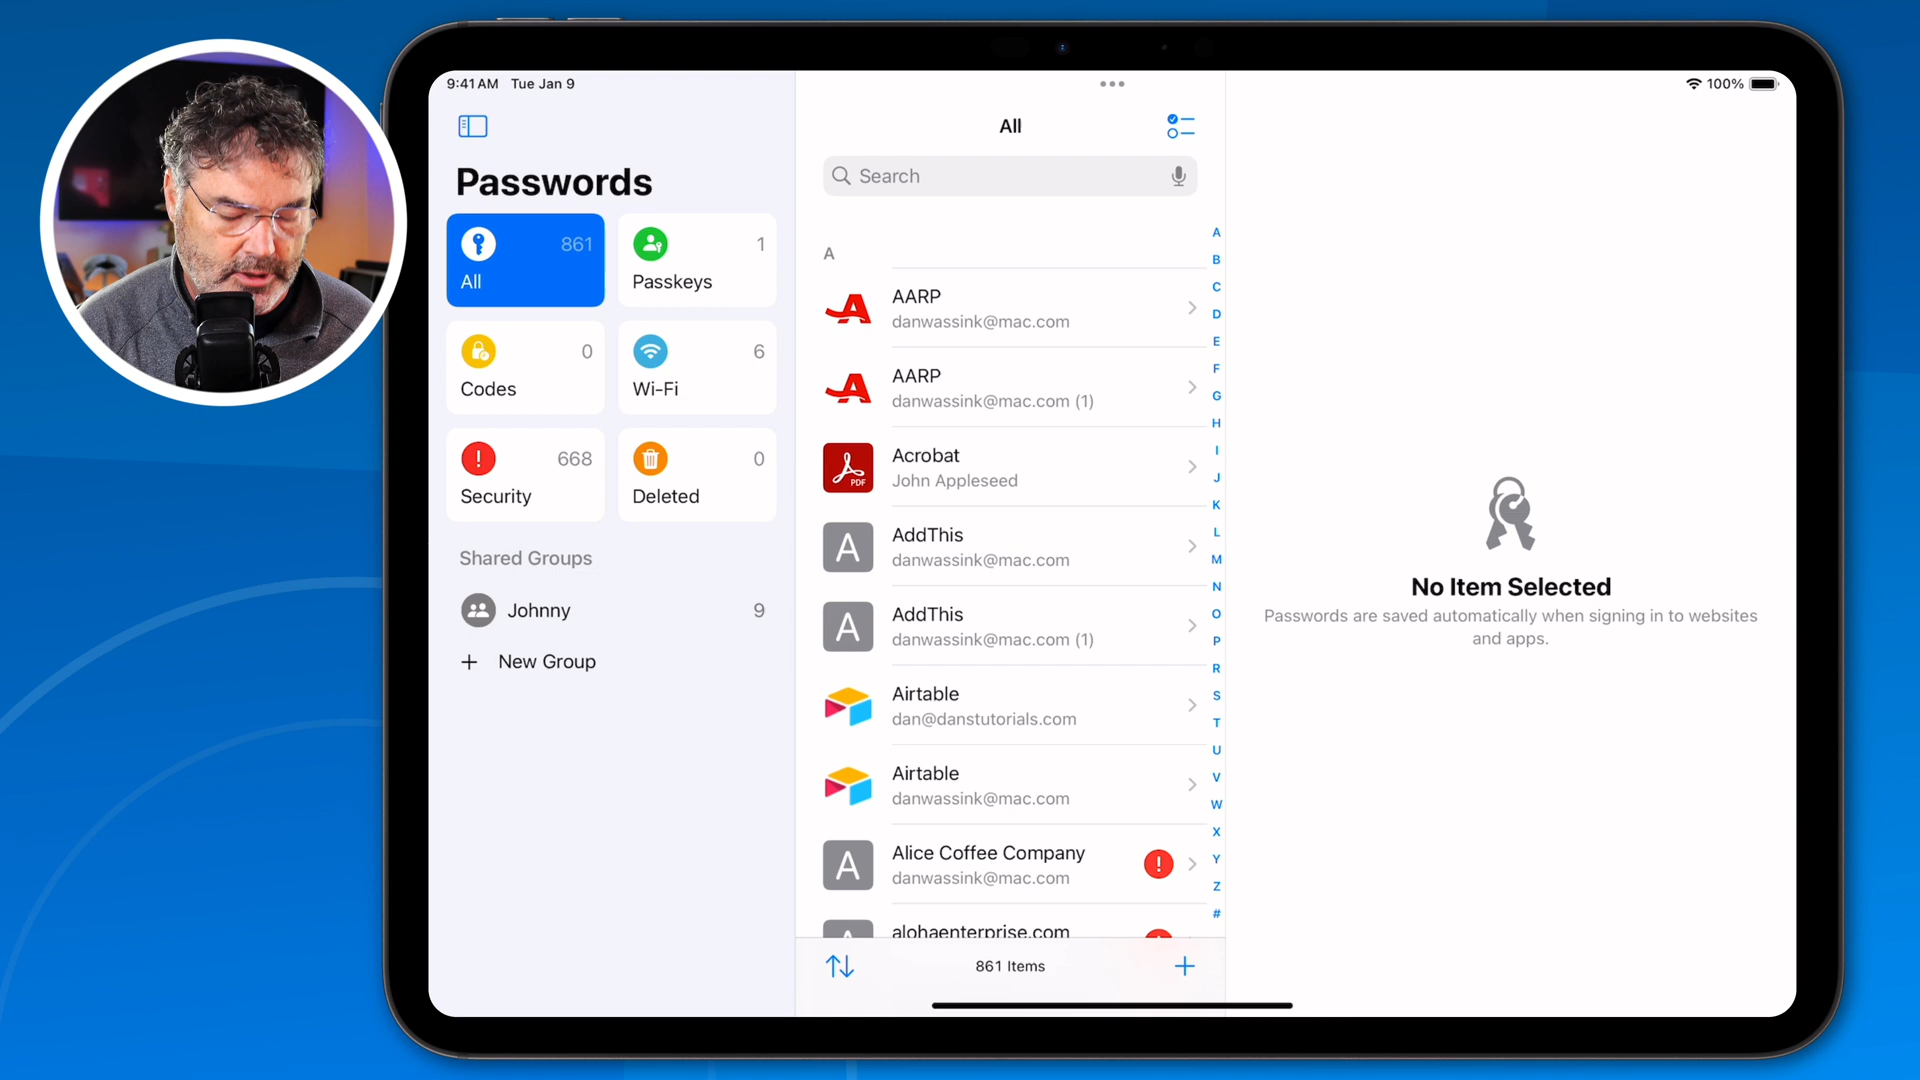 9:41 AM Tue Jan 9
100%
Passwords
861
All
1
Passkeys
0
Codes
6
Wi-Fi
668
Security
0
Deleted
Shared Groups
Johnny 9
+ New Group
All
Search
A
AARP
danwassink@mac.com
AARP
danwassink@mac.com (1)
PDF
Acrobat
John Appleseed
A
AddThis
danwassink@mac.com
A
AddThis
danwassink@mac.com (1)
Airtable
dan@danstutorials.com
Airtable
danwassink@mac.com
A
Alice Coffee Company
danwassink@mac.com
!
alohaenterprise.com
861 Items
A
B
C
D
E
F
G
H
I
J
K
L
M
N
O
P
R
S
T
U
V
W
X
Y
Z
#
No Item Selected
Passwords are saved automatically when signing in to websites
and apps.